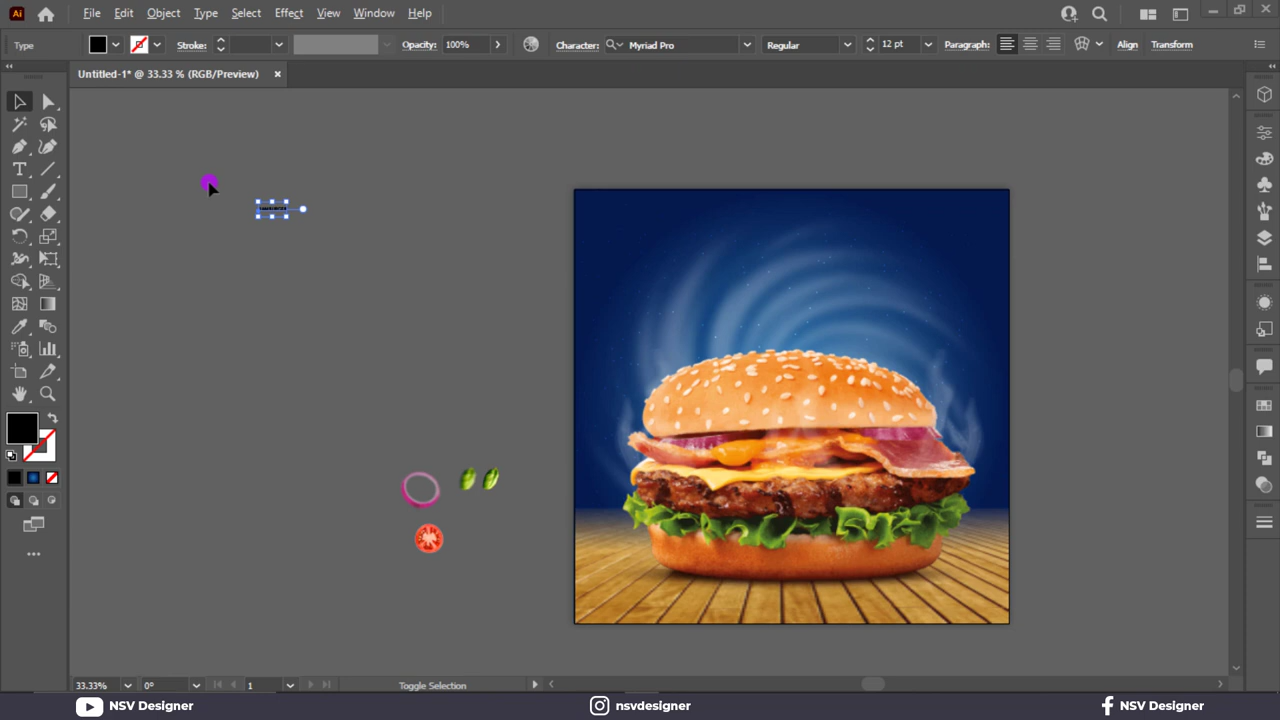 Ai File Edit Object Type Select Effect View Window Help
Type Stroke: Opacity: 100% Character: Myriad Pro Regular 12 pt Paragraph: Align Transform
Untitled-1* @ 33.33 % (RGB/Preview)
33.33% 0° 1 Toggle Selection
NSV Designer nsvdesigner NSV Designer